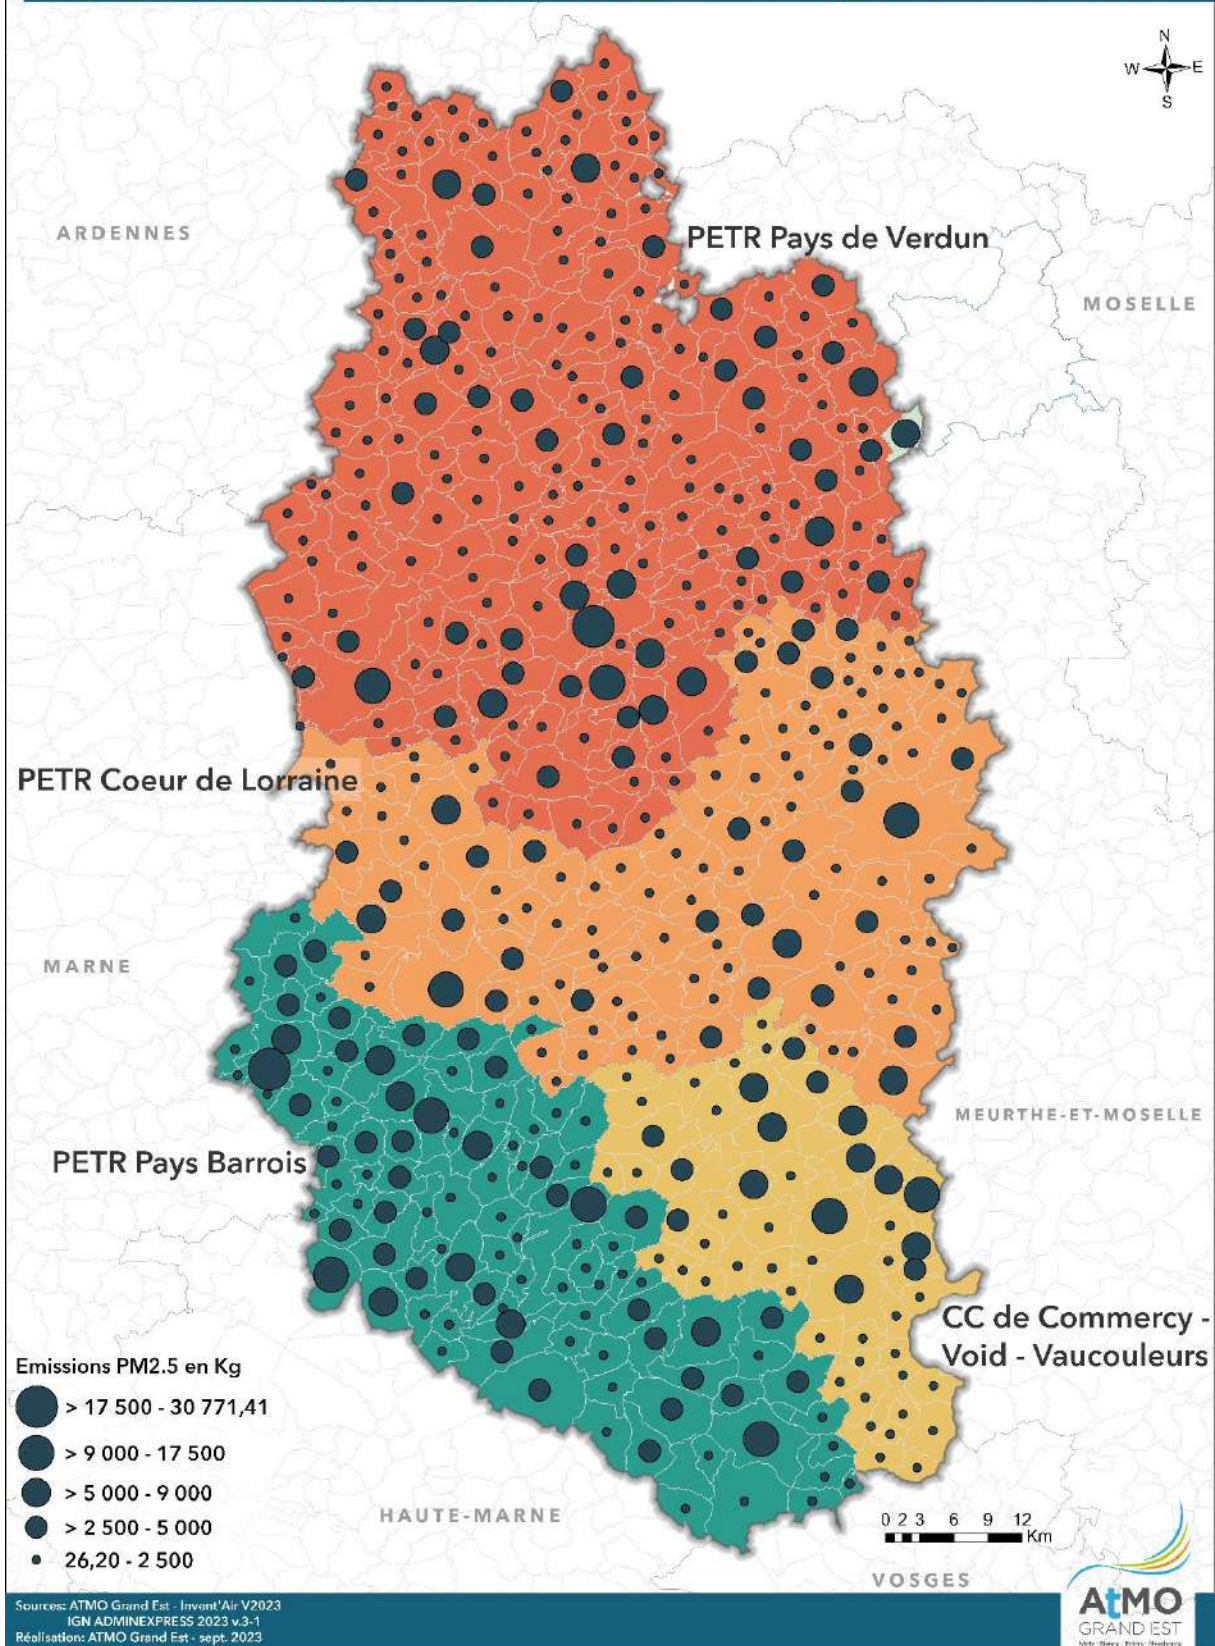 N
W E
S
ARDENNES
PETR Pays de Verdun
MOSELLE
PETR Coeur de Lorraine
MARNE
MEURTHE-ET-MOSELLE
PETR Pays Barrois
CC de Commercy -
Void - Vaucouleurs
Emissions PM2.5 en Kg
> 17 500 - 30 771,41
> 9 000 - 17 500
> 5 000 - 9 000
> 2 500 - 5 000
26,20 - 2 500
HAUTE-MARNE
0 2 3 6 9 12
Km
VOSGES
Sources: ATMO Grand Est - Invent'Air V2023
IGN ADMINEXPRESS 2023 v.3-1
Réalisation: ATMO Grand Est - sept. 2023
AtMO
GRAND EST